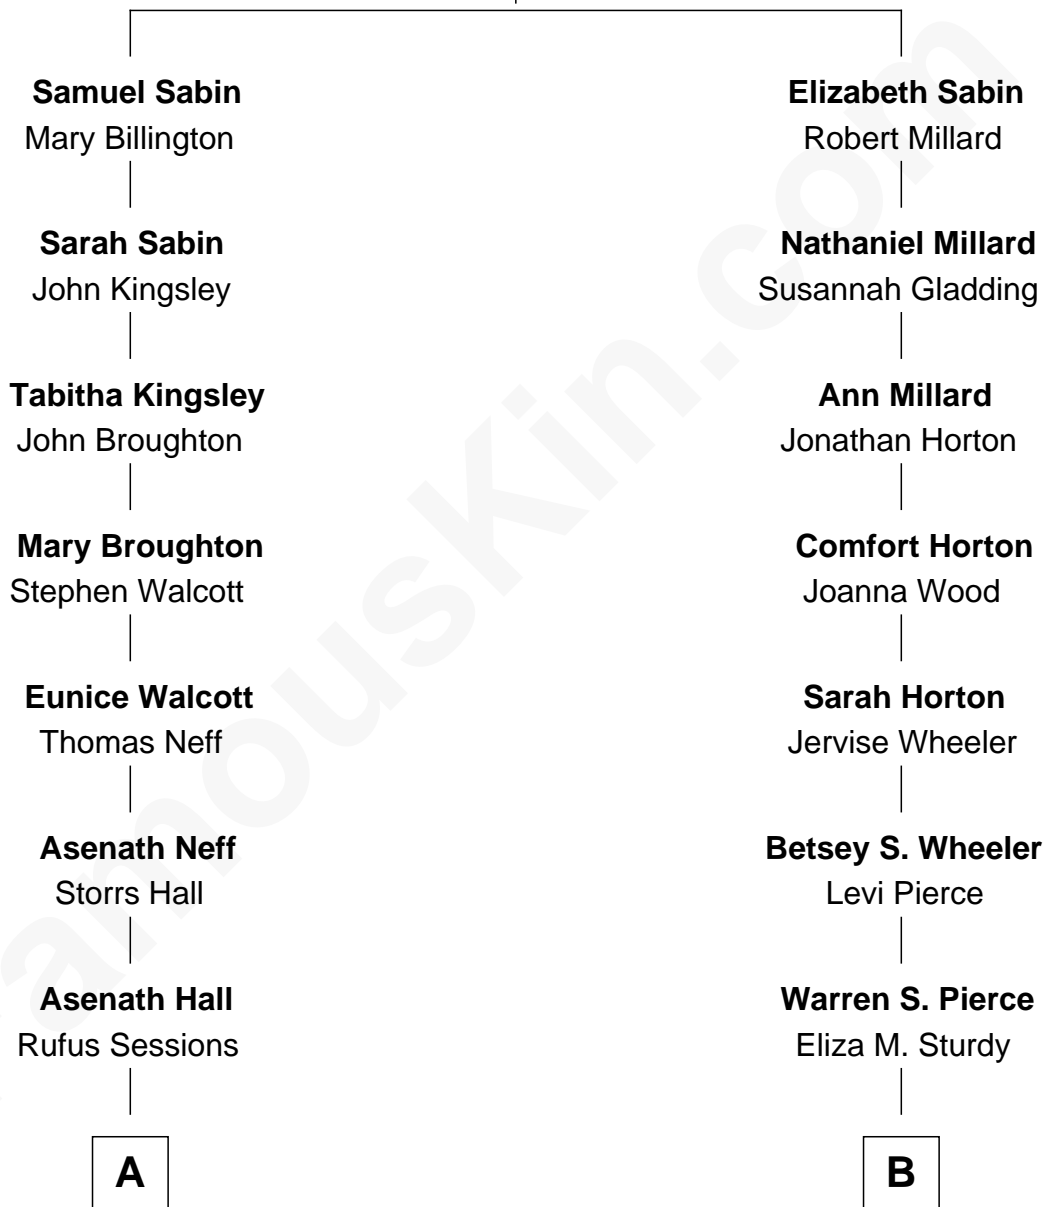 Samuel Sabin
Mary Billington
Sarah Sabin
John Kingsley
Tabitha Kingsley
John Broughton
Mary Broughton
Stephen Walcott
Eunice Walcott
Thomas Neff
Asenath Neff
Storrs Hall
Asenath Hall
Rufus Sessions
A
Elizabeth Sabin
Robert Millard
Nathaniel Millard
Susannah Gladding
Ann Millard
Jonathan Horton
Comfort Horton
Joanna Wood
Sarah Horton
Jervise Wheeler
Betsey S. Wheeler
Levi Pierce
Warren S. Pierce
Eliza M. Sturdy
B
amousKin.com